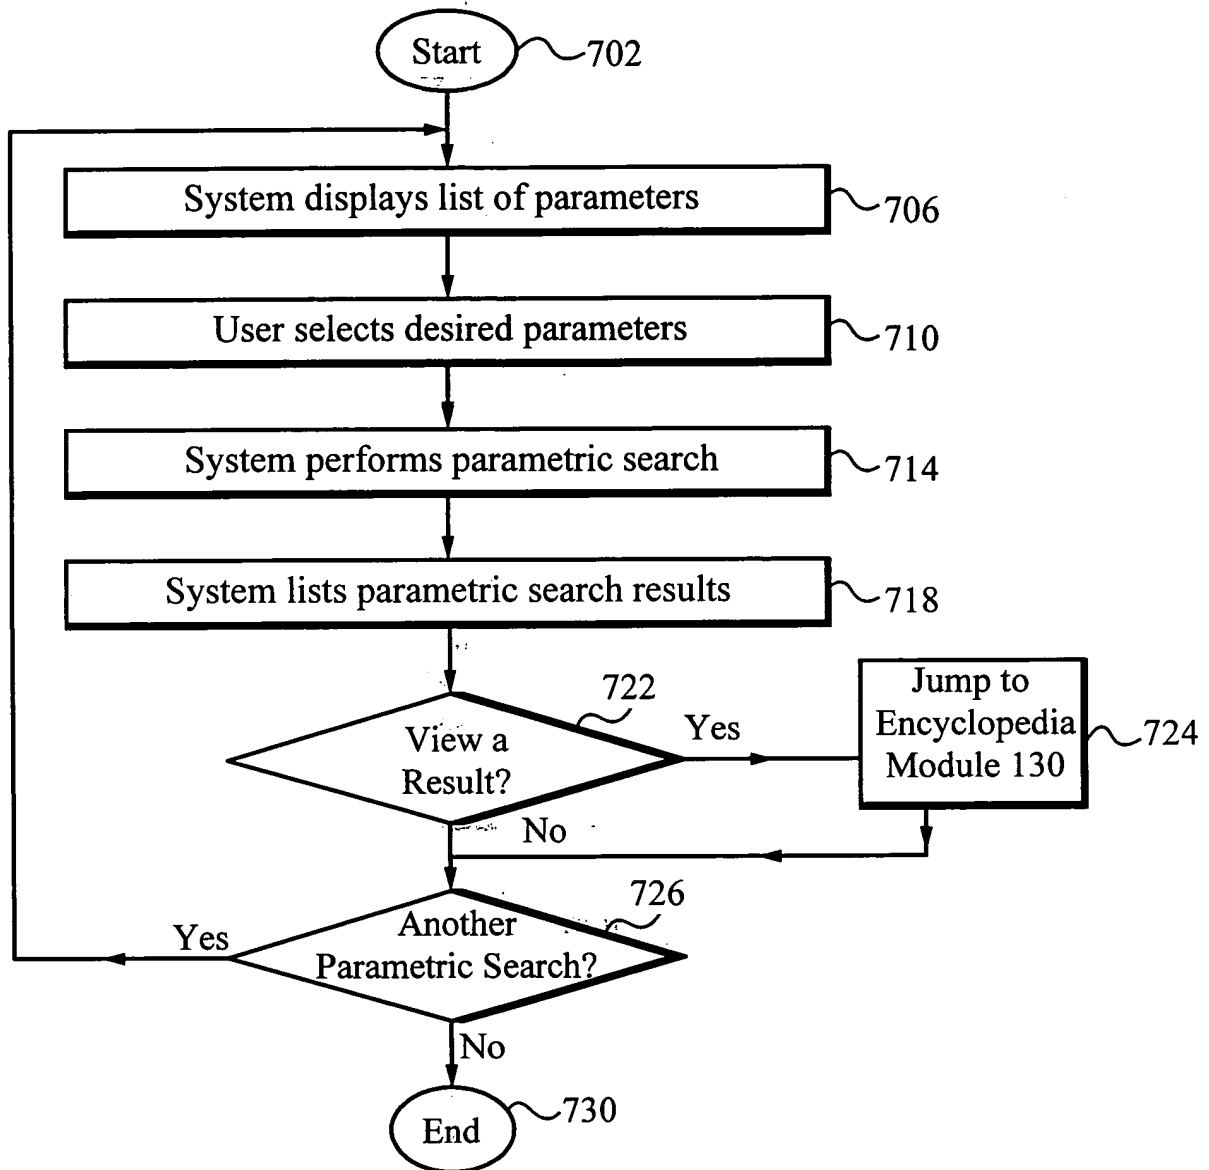 Start
702
System displays list of parameters
706
User selects desired parameters
710
System performs parametric search
714
System lists parametric search results
718
722
View a
Result?
Yes
Jump to
Encyclopedia
Module 130
724
No
726
Another
Parametric Search?
Yes
No
End
730